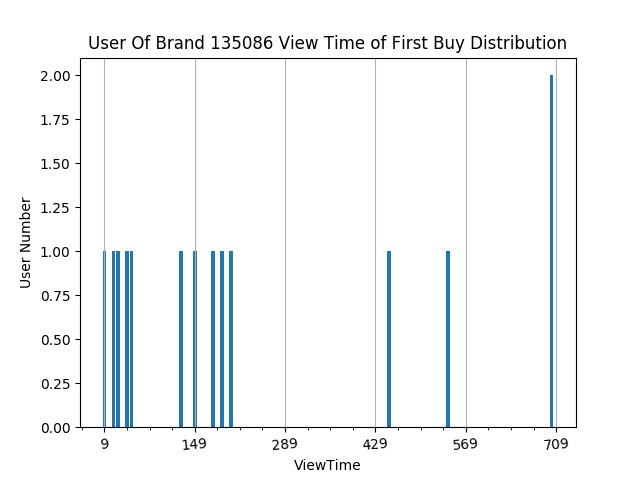 User Of Brand 135086 View Time of First Buy Distribution
2.00
1.75
1.50
1.25
1.00
0.75
0.50
0.25
0.00
User Number
9 149 289 429 569 709
ViewTime